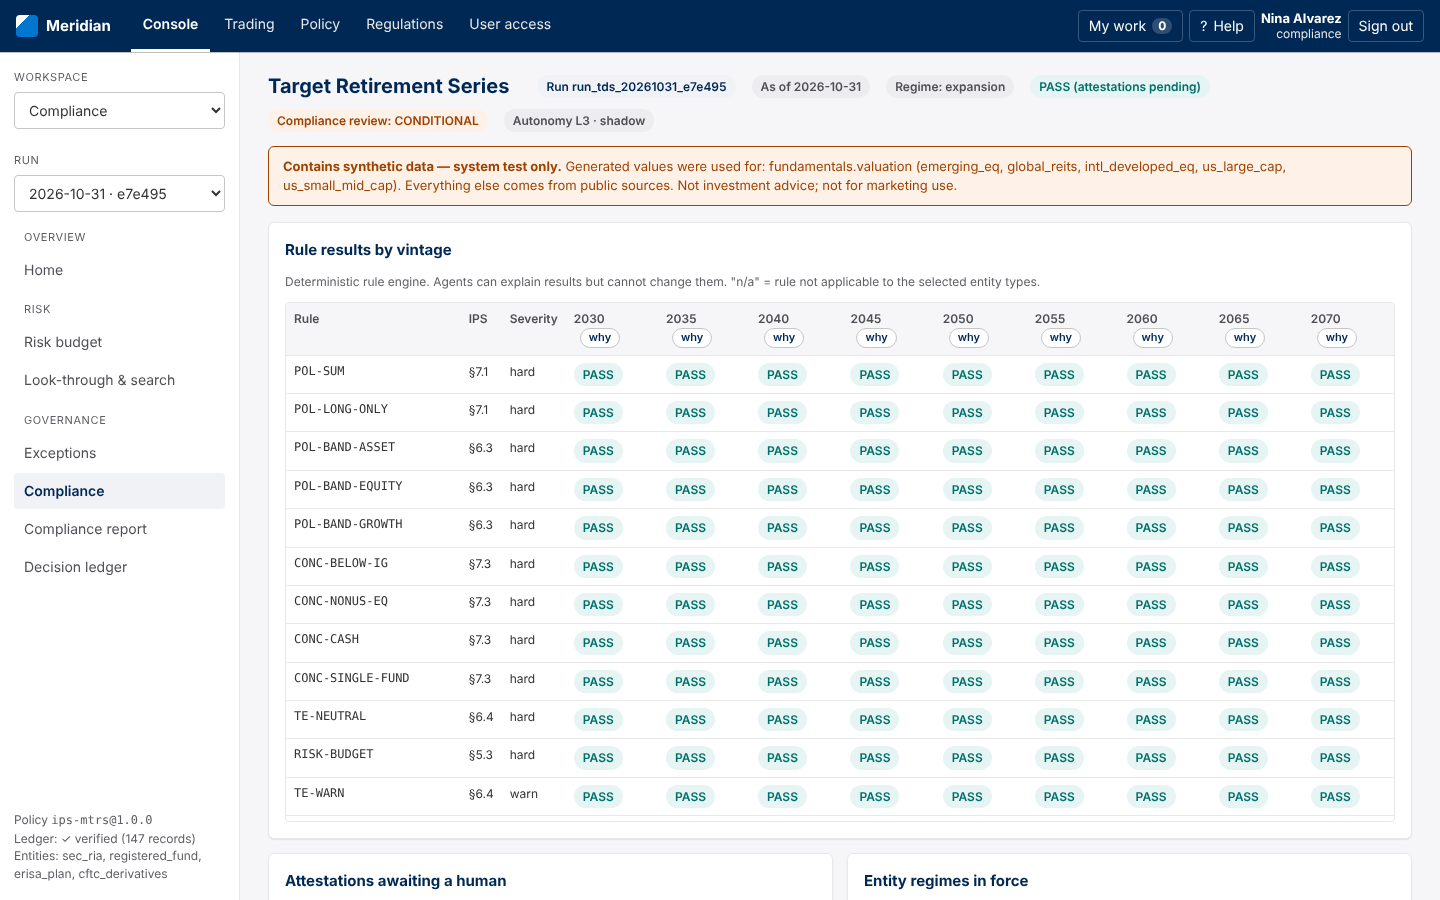 Meridian
Console
Trading
Policy
Regulations
User access
My work 0
? Help
Nina Alvarez
compliance
Sign out
WORKSPACE
Compliance
RUN
2026-10-31 · e7e495
OVERVIEW
Home
RISK
Risk budget
Look-through & search
GOVERNANCE
Exceptions
Compliance
Compliance report
Decision ledger
Policy ips-mtrs@1.0.0
Ledger: ✓ verified (147 records)
Entities: sec_ria, registered_fund,
erisa_plan, cftc_derivatives
Target Retirement Series
Run run_tds_20261031_e7e495
As of 2026-10-31
Regime: expansion
PASS (attestations pending)
Compliance review: CONDITIONAL
Autonomy L3 · shadow
Contains synthetic data — system test only. Generated values were used for: fundamentals.valuation (emerging_eq, global_reits, intl_developed_eq, us_large_cap,
us_small_mid_cap). Everything else comes from public sources. Not investment advice; not for marketing use.
Rule results by vintage
Deterministic rule engine. Agents can explain results but cannot change them. "n/a" = rule not applicable to the selected entity types.
Rule IPS Severity 2030 2035 2040 2045 2050 2055 2060 2065 2070
why why why why why why why why why
POL-SUM §7.1 hard PASS PASS PASS PASS PASS PASS PASS PASS PASS
POL-LONG-ONLY §7.1 hard PASS PASS PASS PASS PASS PASS PASS PASS PASS
POL-BAND-ASSET §6.3 hard PASS PASS PASS PASS PASS PASS PASS PASS PASS
POL-BAND-EQUITY §6.3 hard PASS PASS PASS PASS PASS PASS PASS PASS PASS
POL-BAND-GROWTH §6.3 hard PASS PASS PASS PASS PASS PASS PASS PASS PASS
CONC-BELOW-IG §7.3 hard PASS PASS PASS PASS PASS PASS PASS PASS PASS
CONC-NONUS-EQ §7.3 hard PASS PASS PASS PASS PASS PASS PASS PASS PASS
CONC-CASH §7.3 hard PASS PASS PASS PASS PASS PASS PASS PASS PASS
CONC-SINGLE-FUND §7.3 hard PASS PASS PASS PASS PASS PASS PASS PASS PASS
TE-NEUTRAL §6.4 hard PASS PASS PASS PASS PASS PASS PASS PASS PASS
RISK-BUDGET §5.3 hard PASS PASS PASS PASS PASS PASS PASS PASS PASS
TE-WARN §6.4 warn PASS PASS PASS PASS PASS PASS PASS PASS PASS
Attestations awaiting a human
Entity regimes in force